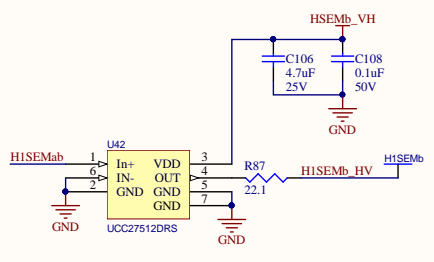 HSEMb_VH
C106
4.7uF
25V
C108
0.1uF
50V
GND
U42
H1SEMab
1
In+
VDD
3
6
IN-
OUT
4
2
GND
GND
5
GND
7
UCC27512DRS
GND
GND
R87
22.1
H1SEMb_HV
H1SEMb